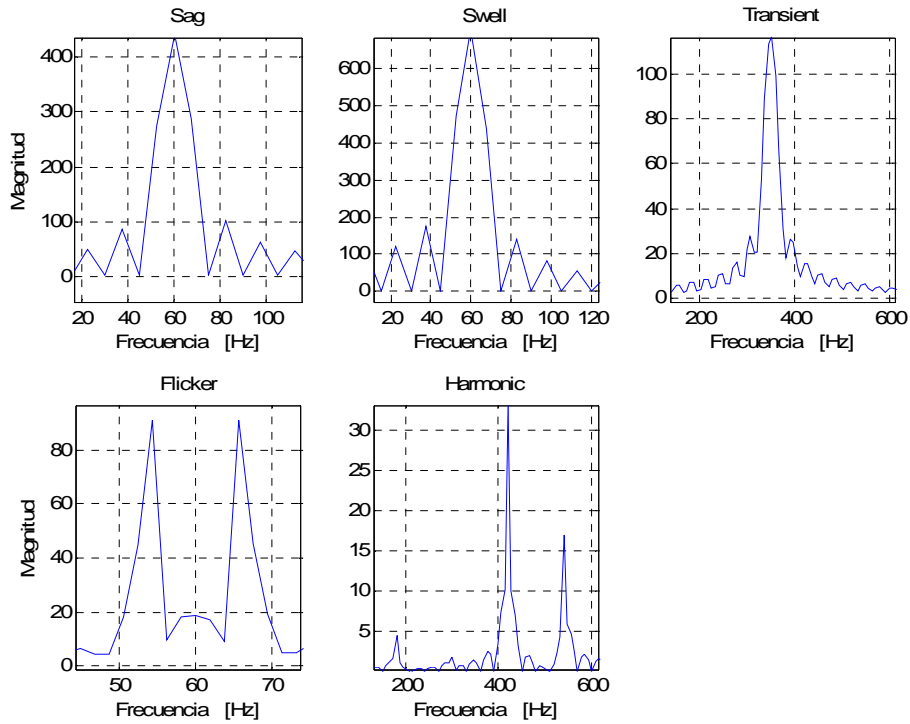 Sag
Magnitud
400
300
200
100
0
20 40 60 80 100
Frecuencia [Hz]
Swell
600
500
400
300
200
100
0
20 40 60 80 100 120
Frecuencia [Hz]
Transient
100
80
60
40
20
0
200 400 600
Frecuencia [Hz]
Flicker
Magnitud
80
60
40
20
0
50 60 70
Frecuencia [Hz]
Harmonic
30
25
20
15
10
5
200 400 600
Frecuencia [Hz]